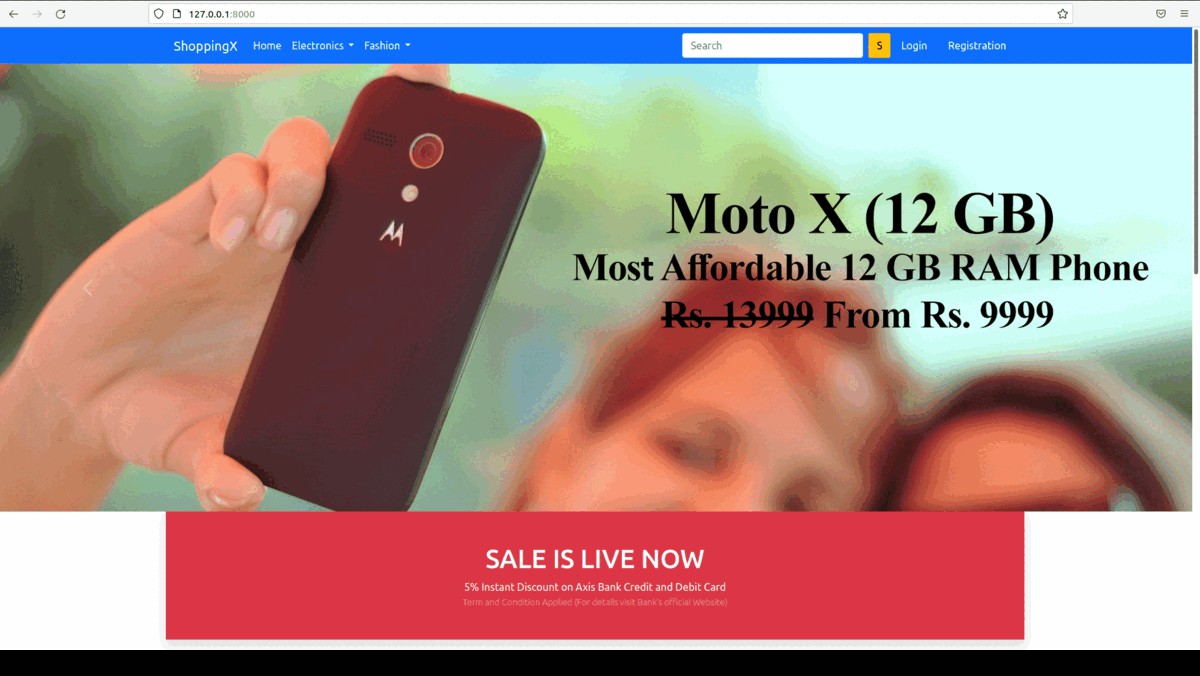 127.0.0.1:8000
ShoppingX Home Electronics Fashion Search S Login Registration
Moto X (12 GB)
Most Affordable 12 GB RAM Phone
Rs. 13999 From Rs. 9999
SALE IS LIVE NOW
5% Instant Discount on Axis Bank Credit and Debit Card
Term and Condition Applied (For details visit Bank's official Website)